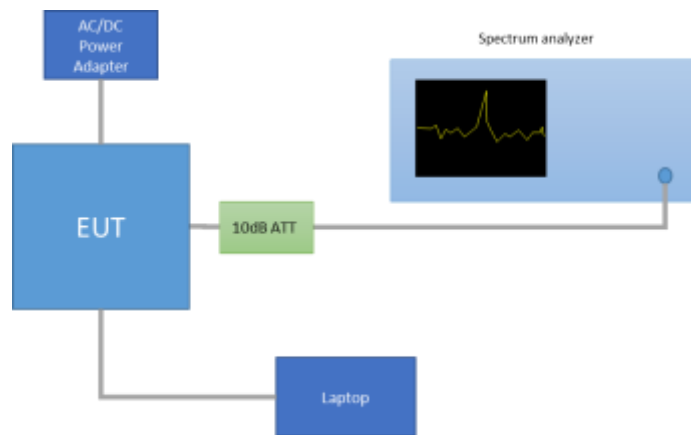 AC/DC
Power
Adapter
Spectrum analyzer
EUT
10dB ATT
Laptop